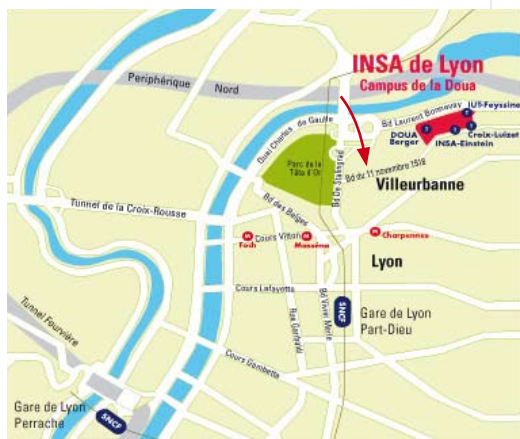 INSA de Lyon
Campus de la Doua
Periphérique
Nord
IUT-Feyssine
Bd Laurent Bonnevay
Quai Charles de Gaulle
DOUA
Berger
Croix-Luizet
INSA-Einstein
Parc de la
Tête d'Or
Bd De Stalingrad
Bd du 11 novembre 1918
Villeurbanne
Bd des Belges
Tunnel de la Croix-Rousse
M
Foch
Cours Vitton
M
Masséna
M
Charpennes
Lyon
Cours Lafayette
Rue Garibaldi
Bd Vivier Merle
SNCF
Gare de Lyon
Part-Dieu
Tunnel Fourvière
Cours Gambetta
Gare de Lyon
Perrache
SNCF